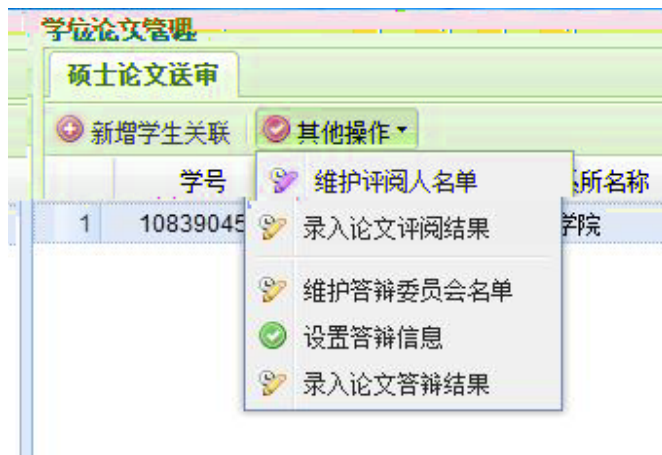 学位论文管理
硕士论文送审
新增学生关联 其他操作
学号 所名称
1 10839045 学院
维护评阅人名单
录入论文评阅结果
维护答辩委员会名单
设置答辩信息
录入论文答辩结果